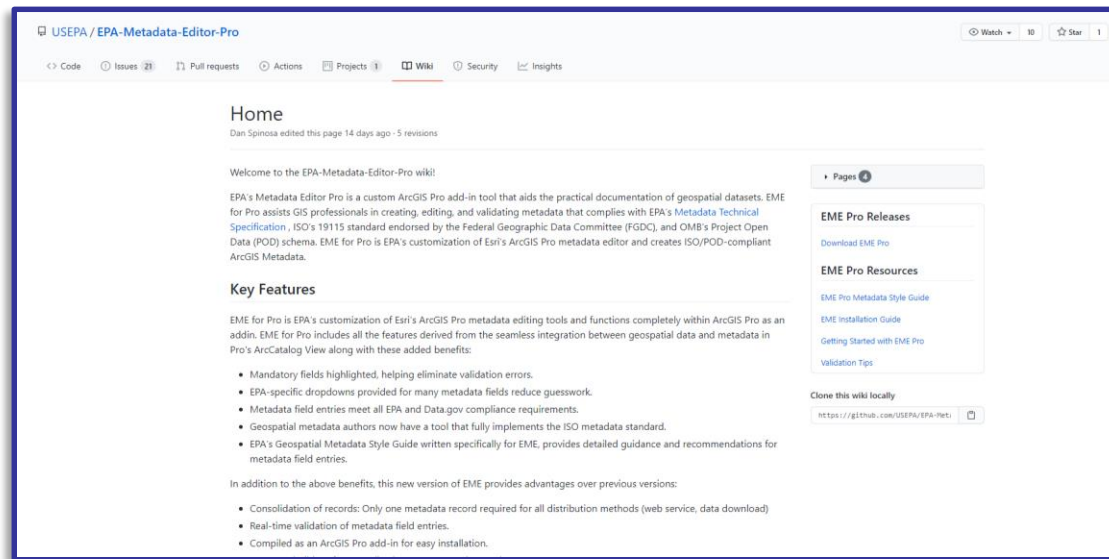 USEPA / EPA-Metadata-Editor-Pro
Watch 10 Star 1
Code Issues 21 Pull requests Actions Projects 1 Wiki Security Insights
Home
Dan Spinosa edited this page 14 days ago · 5 revisions
Welcome to the EPA-Metadata-Editor-Pro wiki!
EPA's Metadata Editor Pro is a custom ArcGIS Pro add-in tool that aids the practical documentation of geospatial datasets. EME
for Pro assists GIS professionals in creating, editing, and validating metadata that complies with EPA's Metadata Technical
Specification , ISO's 19115 standard endorsed by the Federal Geographic Data Committee (FGDC), and OMB's Project Open
Data (POD) schema. EME for Pro is EPA's customization of Esri's ArcGIS Pro metadata editor and creates ISO/POD-compliant
ArcGIS Metadata.
Key Features
EME for Pro is EPA's customization of Esri's ArcGIS Pro metadata editing tools and functions completely within ArcGIS Pro as an
addin. EME for Pro includes all the features derived from the seamless integration between geospatial data and metadata in
Pro's ArcCatalog View along with these added benefits:
• Mandatory fields highlighted, helping eliminate validation errors.
• EPA-specific dropdowns provided for many metadata fields reduce guesswork.
• Metadata field entries meet all EPA and Data.gov compliance requirements.
• Geospatial metadata authors now have a tool that fully implements the ISO metadata standard.
• EPA's Geospatial Metadata Style Guide written specifically for EME, provides detailed guidance and recommendations for
metadata field entries.
In addition to the above benefits, this new version of EME provides advantages over previous versions:
• Consolidation of records: Only one metadata record required for all distribution methods (web service, data download)
• Real-time validation of metadata field entries.
• Compiled as an ArcGIS Pro add-in for easy installation.
Pages 4
EME Pro Releases
Download EME Pro
EME Pro Resources
EME Pro Metadata Style Guide
EME Installation Guide
Getting Started with EME Pro
Validation Tips
Clone this wiki locally
https://github.com/USEPA/EPA-Met